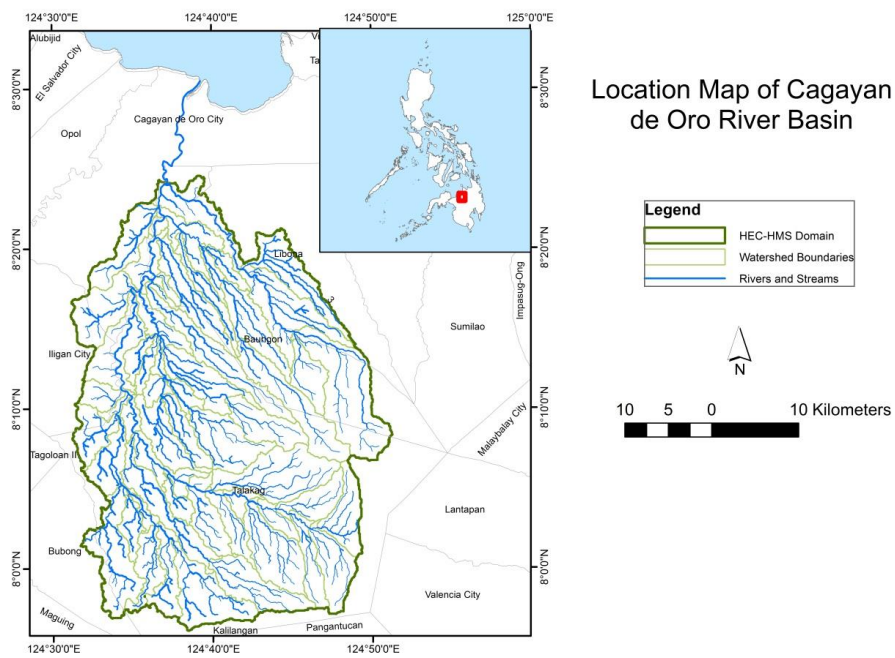 124°30'0"E
124°40'0"E
124°50'0"E
125°0'0"E
Alubijid
El Salvador City
8°30'0"N
8°30'0"N
Cagayan de Oro City
Opol
Location Map of Cagayan
de Oro River Basin
Legend
HEC-HMS Domain
Watershed Boundaries
Rivers and Streams
8°20'0"N
8°20'0"N
Libona
Impasug-Ong
Sumilao
Baungon
Iligan City
N
8°10'0"N
8°10'0"N
10 5 0 10 Kilometers
Malaybalay City
Tagoloan II
Talakag
Lantapan
Bubong
8°0'0"N
8°0'0"N
Valencia City
Maguing
Kalilangan
Pangantucan
124°30'0"E
124°40'0"E
124°50'0"E